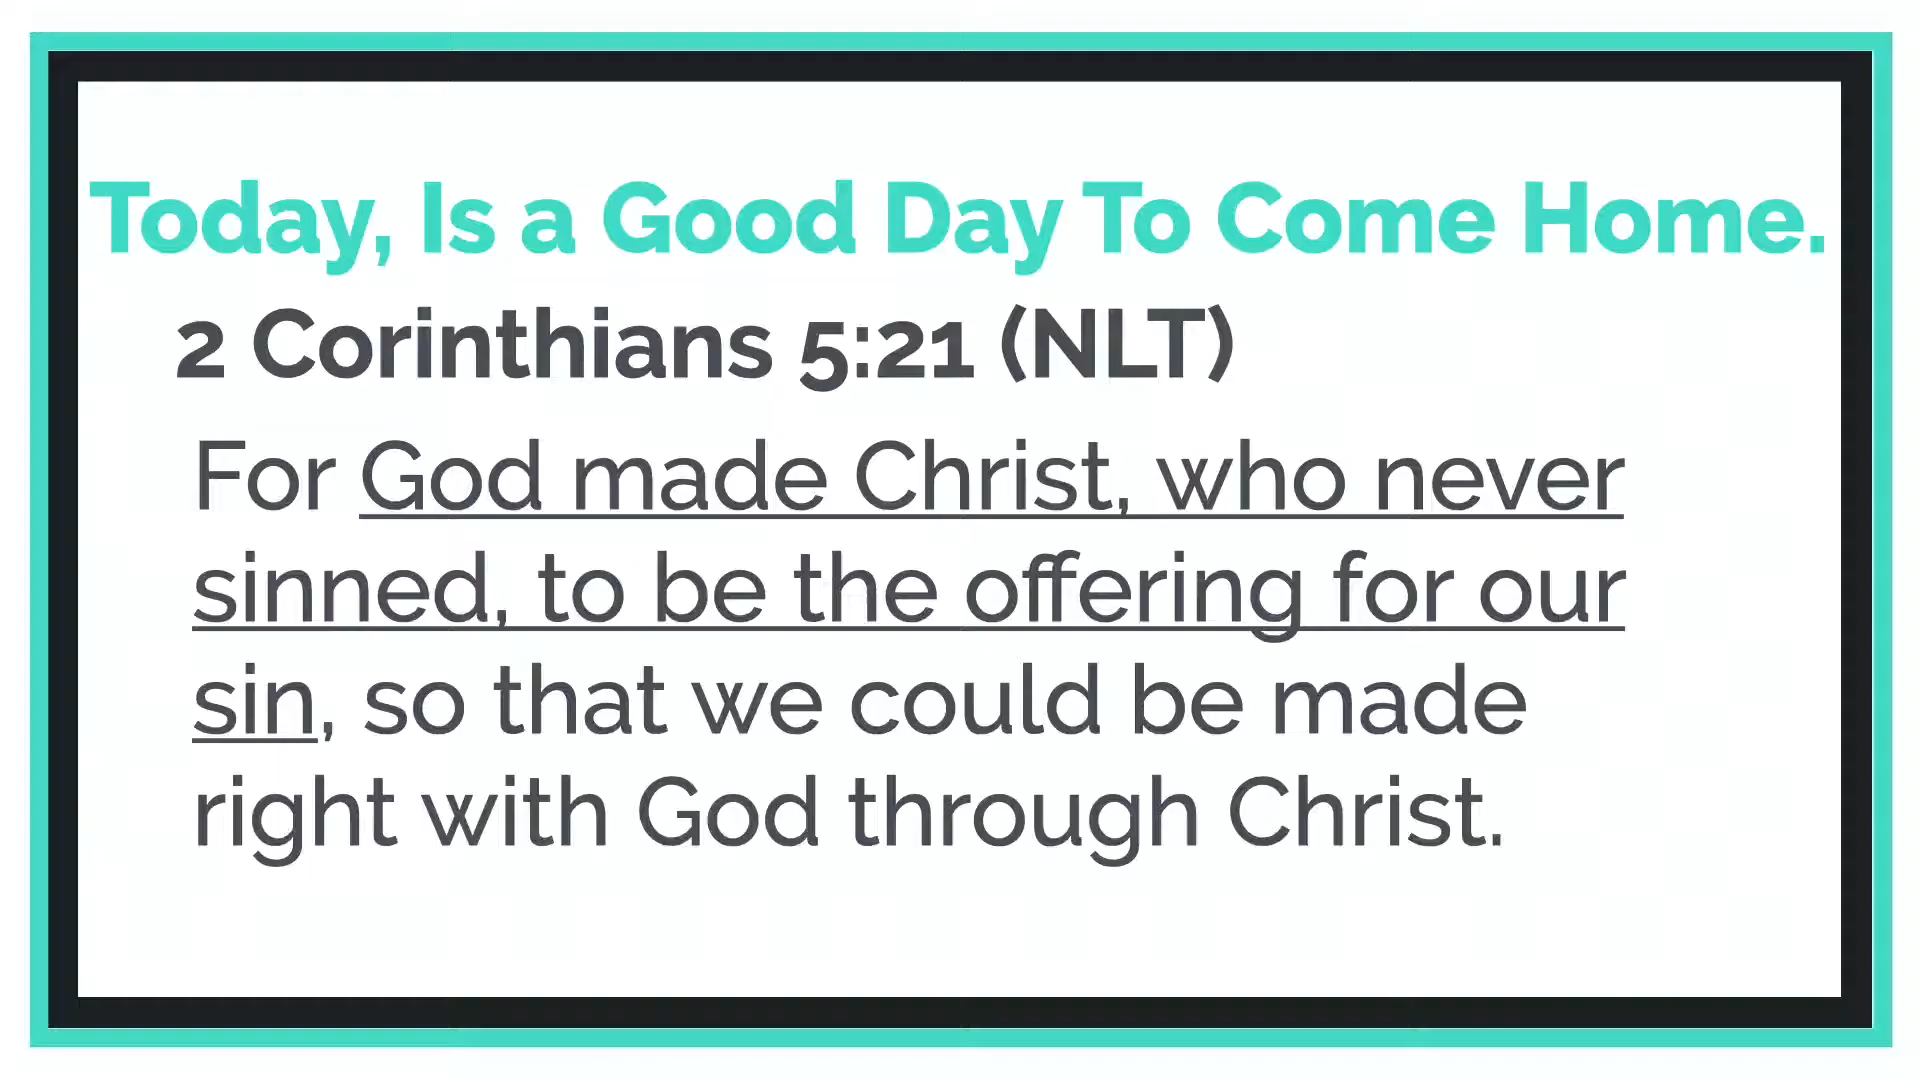 Today, Is a Good Day To Come Home.
2 Corinthians 5:21 (NLT)
For God made Christ, who never
sinned, to be the offering for our
sin, so that we could be made
right with God through Christ.